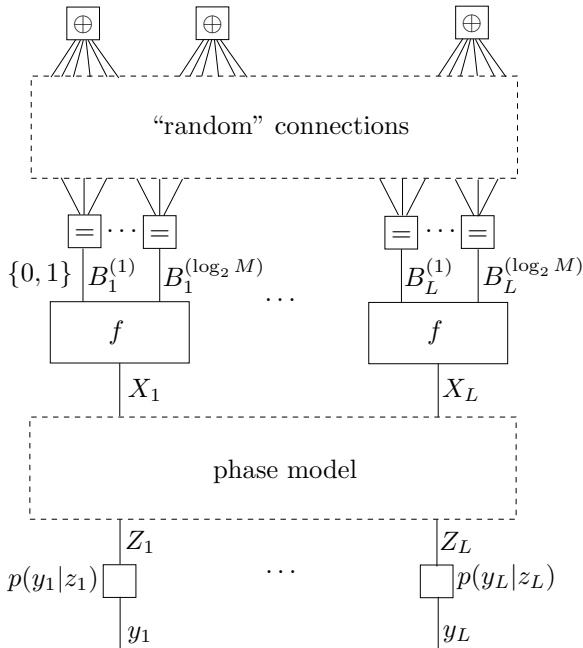 ⊕ ⊕ ⊕
“random” connections
= ⋯ = = ⋯ =
{0, 1} B_1^{(1)} B_1^{(\log_2 M)} ⋯ B_L^{(1)} B_L^{(\log_2 M)}
f f
X_1 X_L
phase model
Z_1 Z_L
p(y_1|z_1) ⋯ p(y_L|z_L)
y_1 y_L